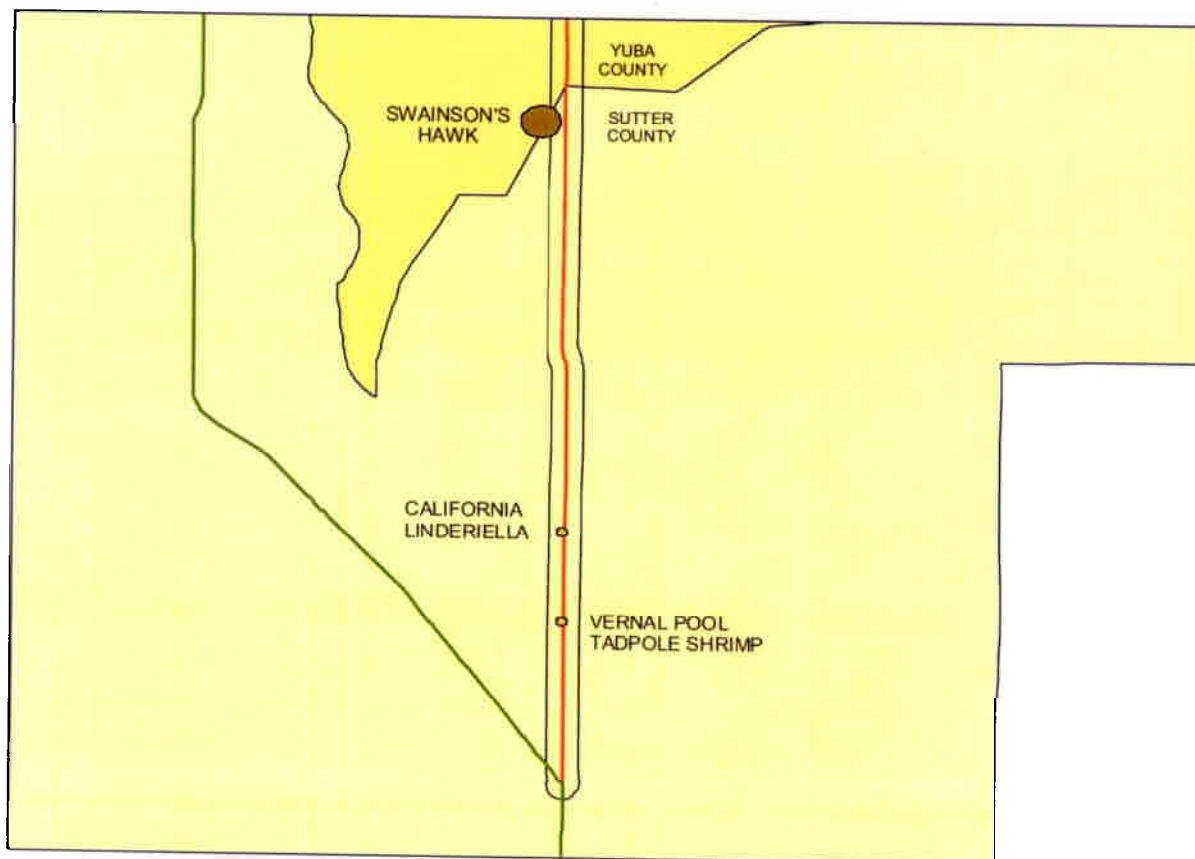 YUBA
COUNTY
SWAINSON'S
HAWK
SUTTER
COUNTY
CALIFORNIA
LINDERIELLA
VERNAL POOL
TADPOLE SHRIMP